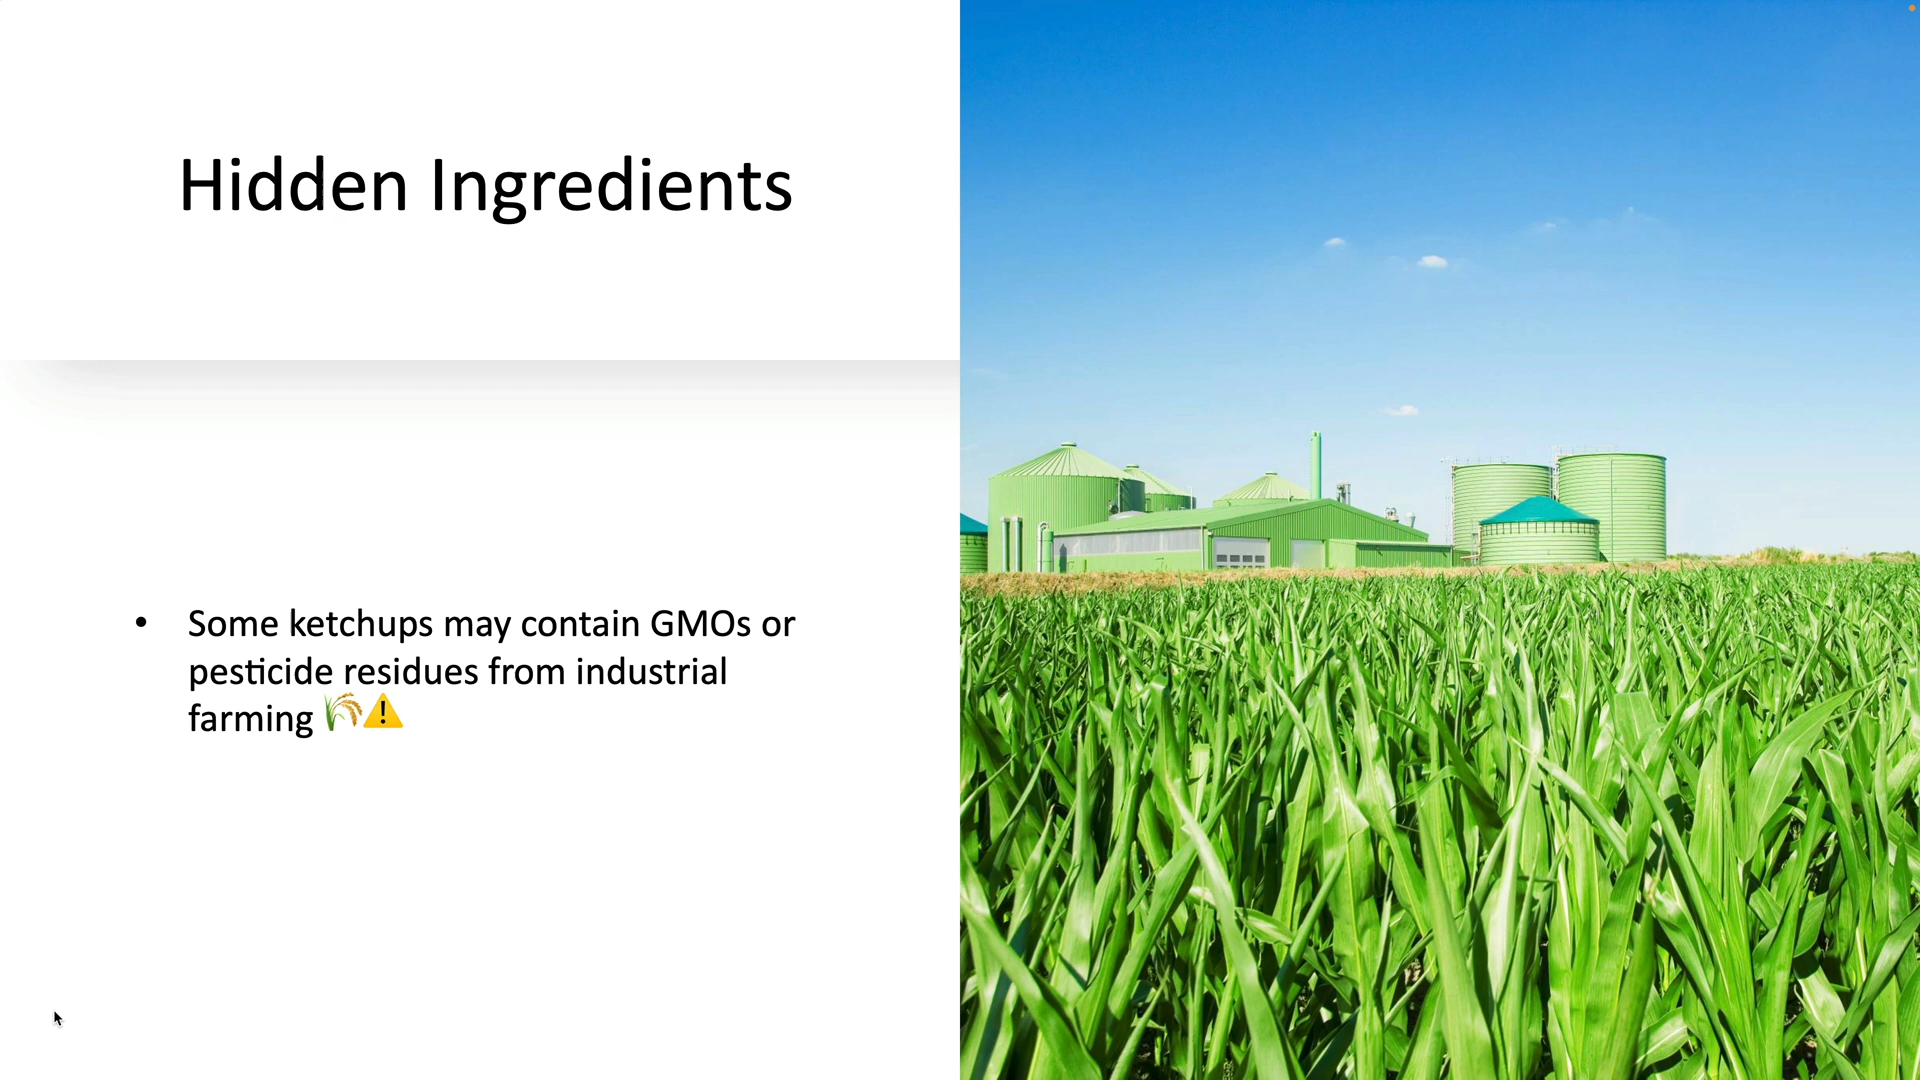 Hidden Ingredients
• Some ketchups may contain GMOs or
pesticide residues from industrial
farming 🌾⚠️